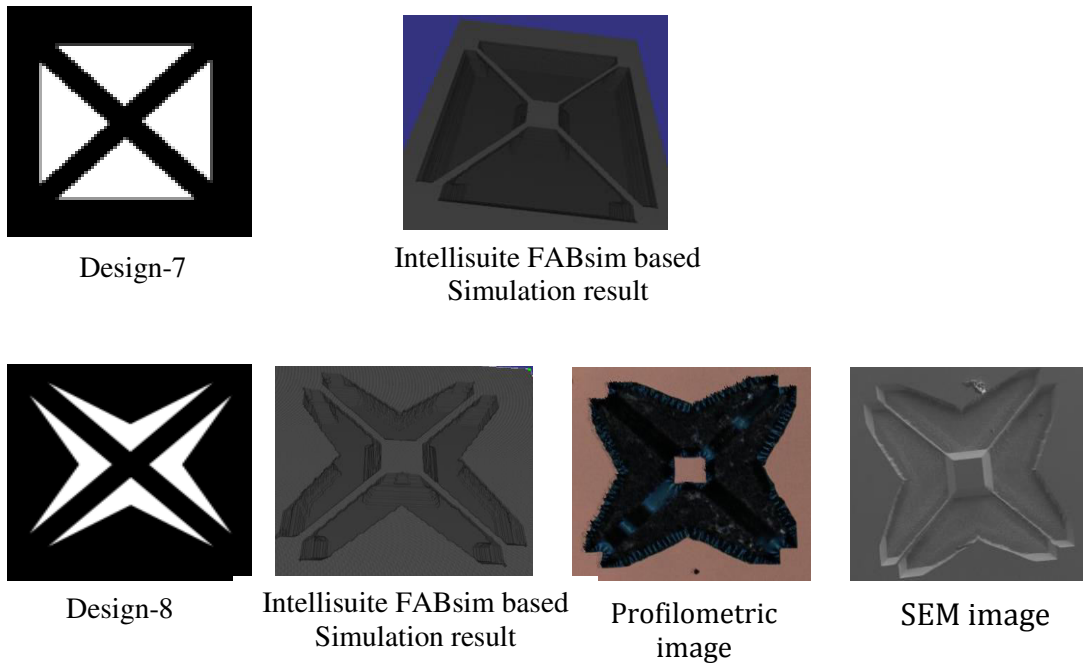 Design-7
Intellisuite FABsim based
Simulation result
Design-8
Intellisuite FABsim based
Simulation result
Profilometric
image
SEM image